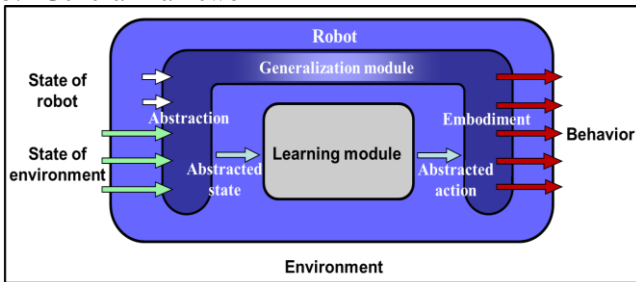 Robot
Generalization module
State of
robot
Abstraction
Embodiment
Behavior
State of
environment
Learning module
Abstracted
state
Abstracted
action
Environment